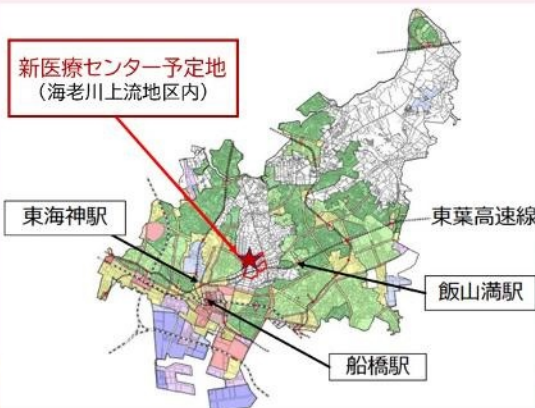 新医療センター予定地
（海老川上流地区内）
東海神駅
東葉高速線
飯山満駅
船橋駅